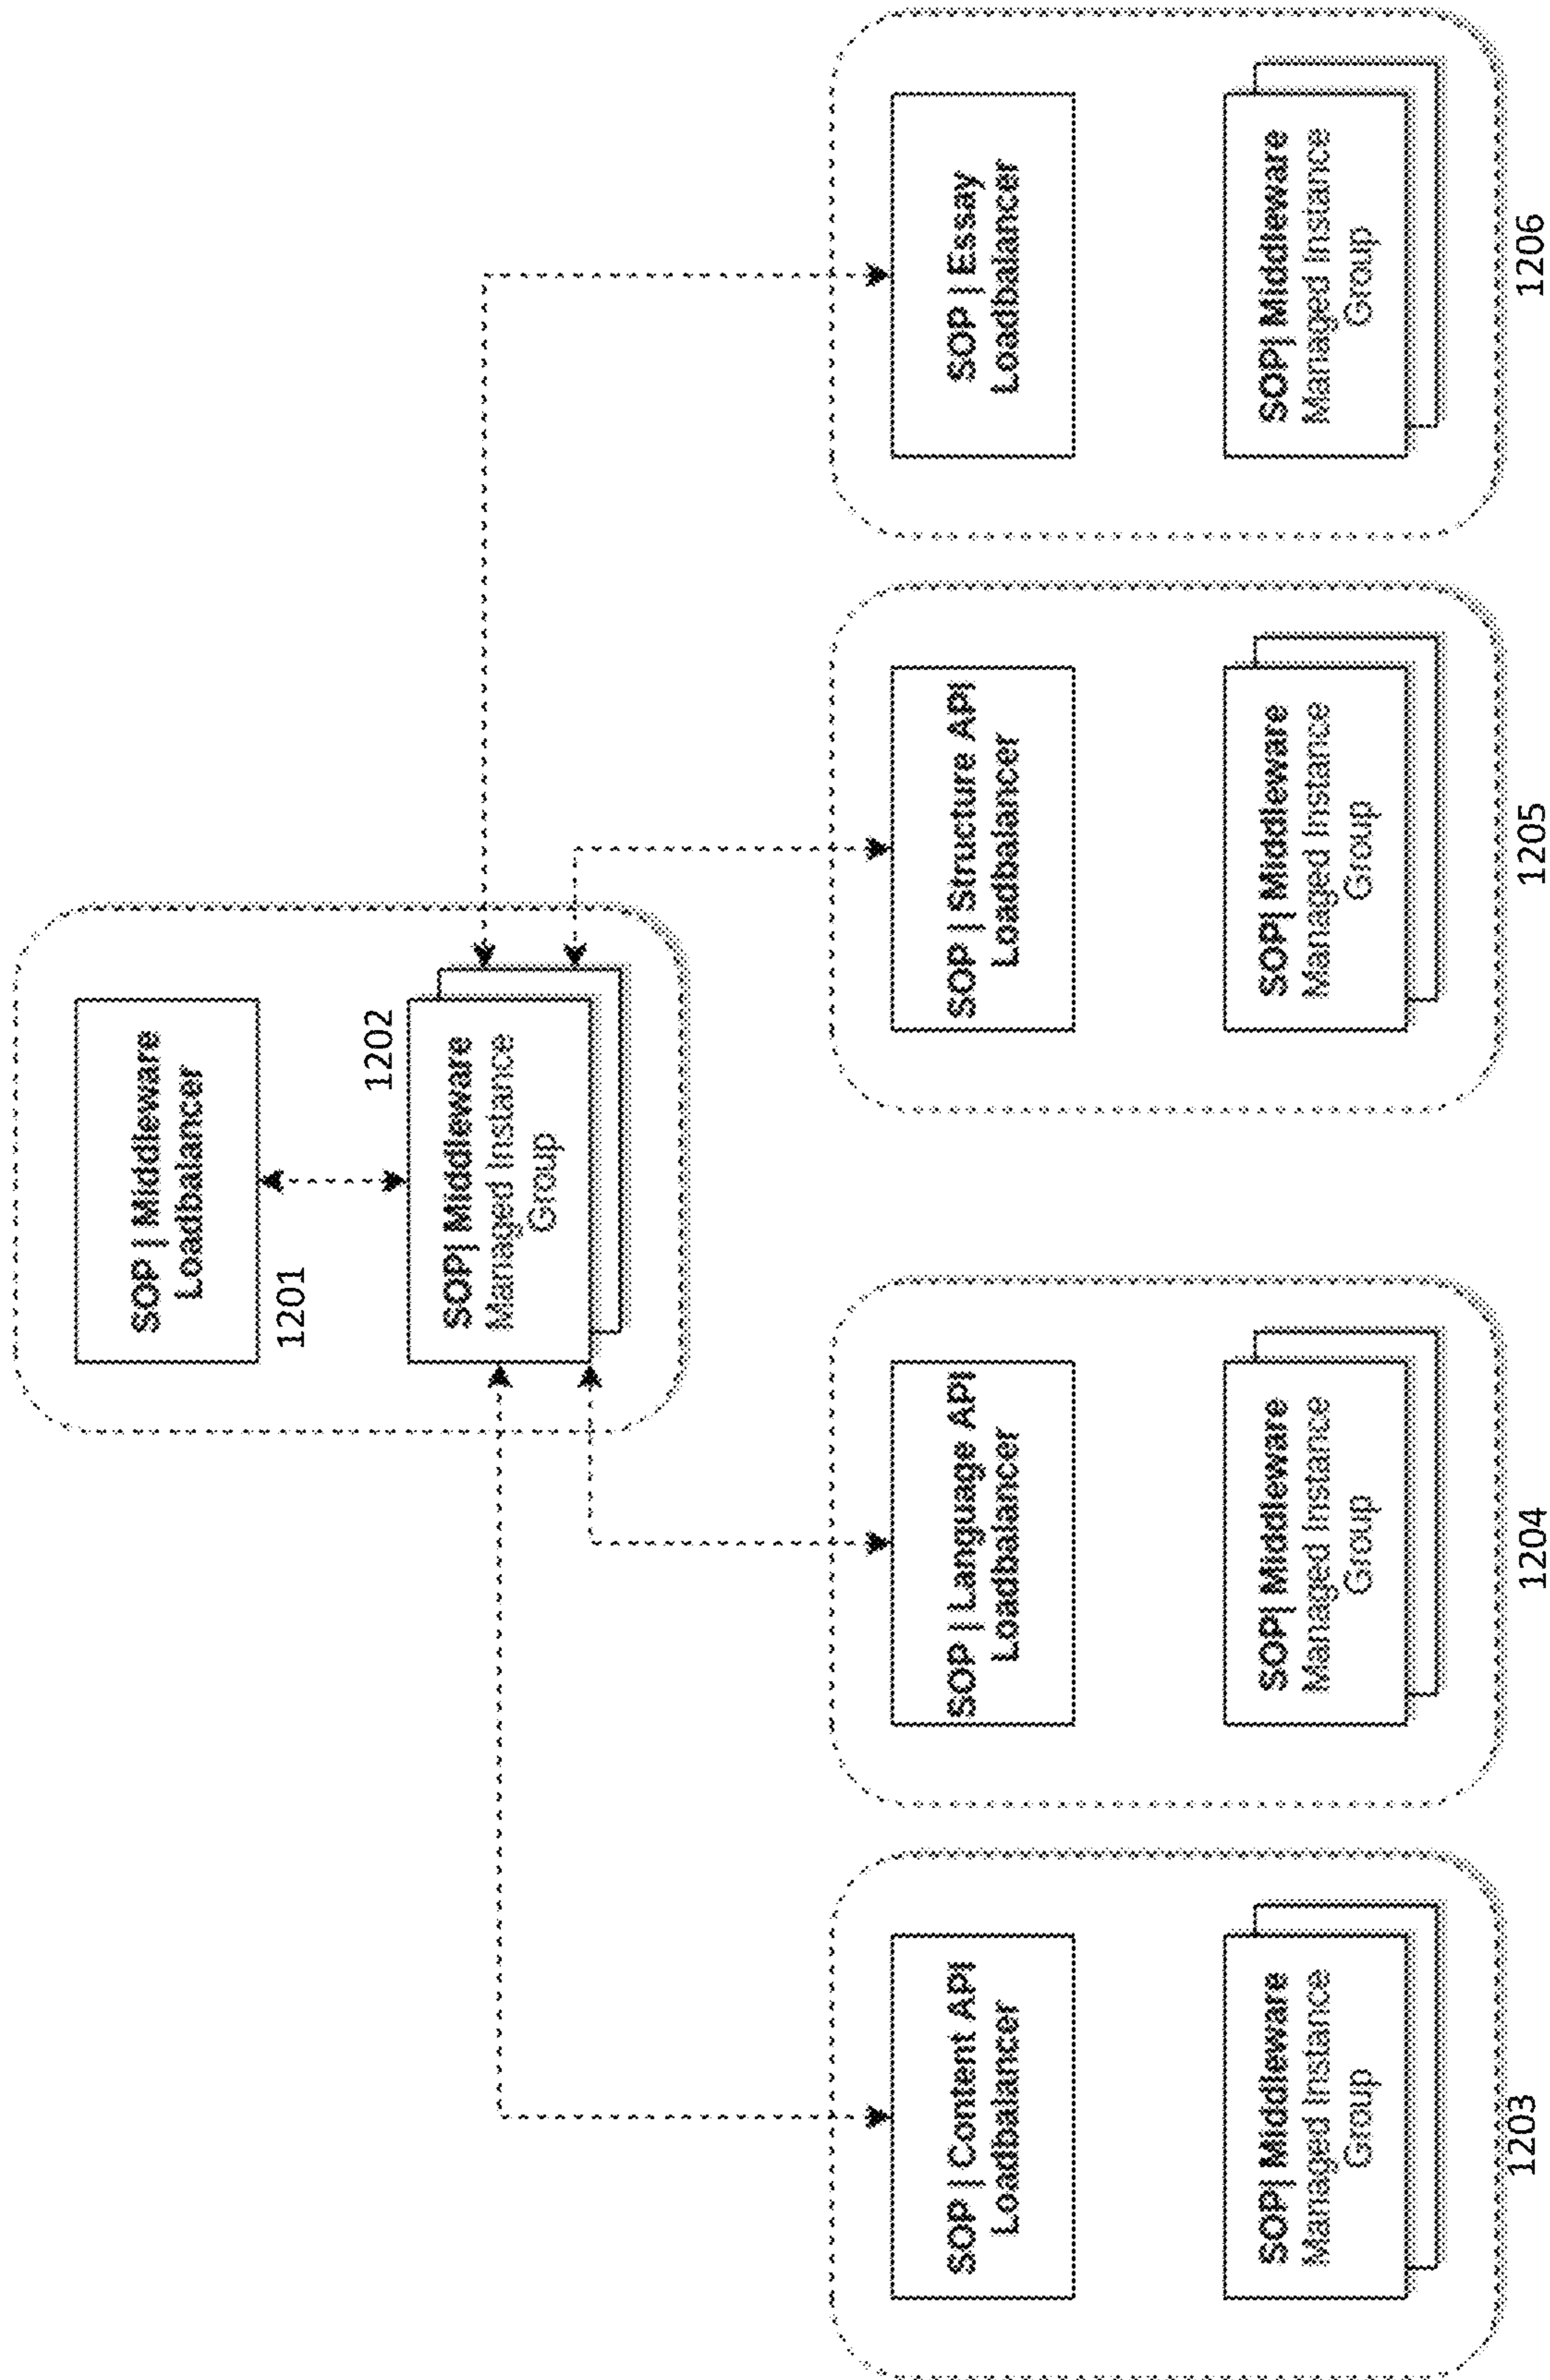 SOP | Middleware
Loadbalancer
1201
1202
SOP| Middleware
Managed Instance
Group
SOP | Content API
Loadbalancer
SOP| Middleware
Managed Instance
Group
1203
SOP | Language API
Loadbalancer
SOP| Middleware
Managed Instance
Group
1204
SOP | Structure API
Loadbalancer
SOP| Middleware
Managed Instance
Group
1205
SOP | Essay
Loadbalancer
SOP| Middleware
Managed Instance
Group
1206